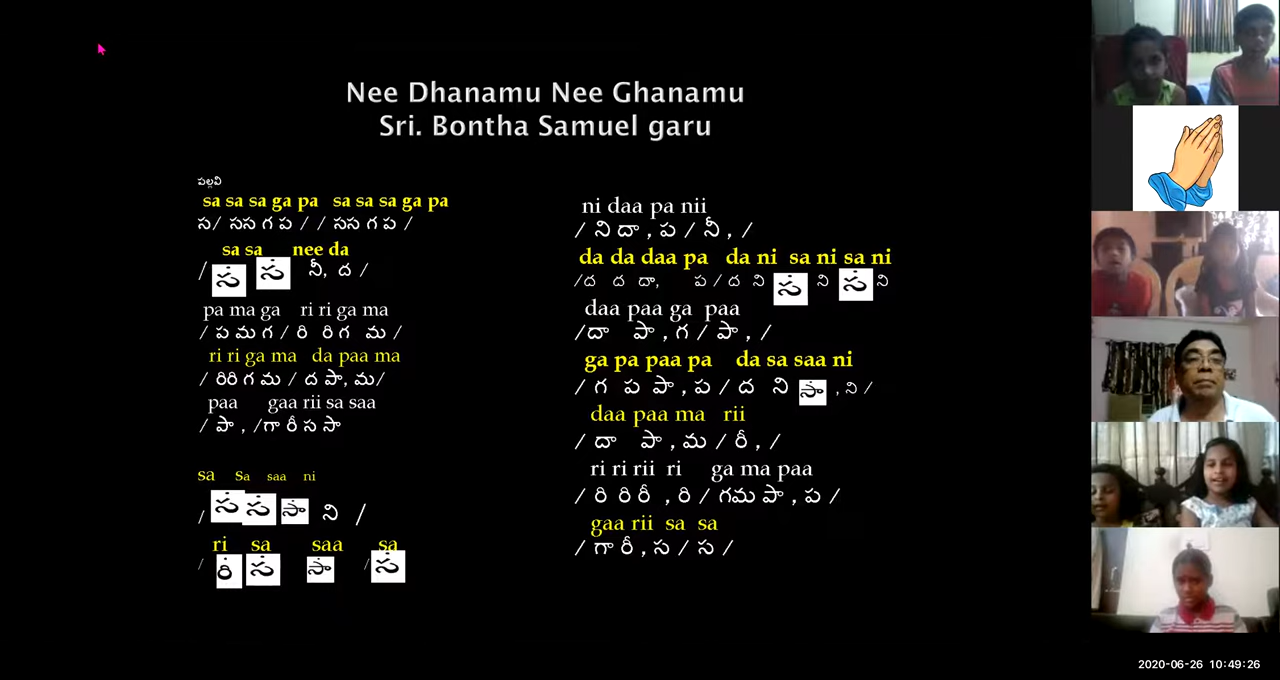 Nee Dhanamu Nee Ghanamu
Sri. Bontha Samuel garu
పల్లవి
sa sa sa ga pa sa sa sa ga pa
స/ సస గ ప / / సస గ ప /
sa sa nee da
/ స̇ స̇ నీ, ద /
pa ma ga ri ri ga ma
/ ప మ గ / రి రి గ మ /
ri ri ga ma da paa ma
/ రిరి గ మ / ద పా, మ/
paa gaa rii sa saa
/ పా , /గా రీ స సా
sa sa saa ni
/ స̇ స̇ సా̇ ని /
ri sa saa sa
/ రి̇ స̇ సా̇ / స̇
ni daa pa nii
/ ని దా , ప / నీ , /
da da daa pa da ni sa ni sa ni
/ద ద దా, ప / ద ని స̇ ని స̇ ని
daa paa ga paa
/దా పా , గ / పా , /
ga pa paa pa da sa saa ni
/ గ ప పా , ప / ద ని సా̇ , ని /
daa paa ma rii
/ దా పా , మ / రీ , /
ri ri rii ri ga ma paa
/ రి రి రీ , రి / గమ పా , ప /
gaa rii sa sa
/ గా రీ , స / స /
2020-06-26 10:49:26